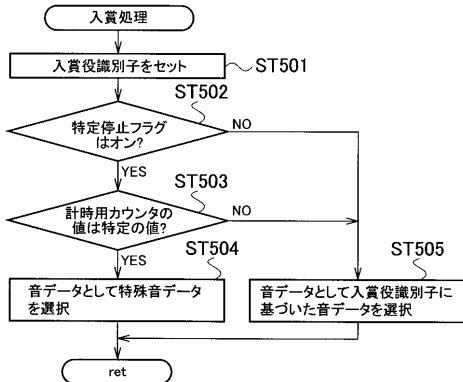 入賞処理
入賞役識別子をセット
ST501
ST502
特定停止フラグ
はオン?
NO
YES
ST503
計時用カウンタの
値は特定の値?
NO
YES
ST504
音データとして特殊音データ
を選択
ST505
音データとして入賞役識別子に
基づいた音データを選択
ret